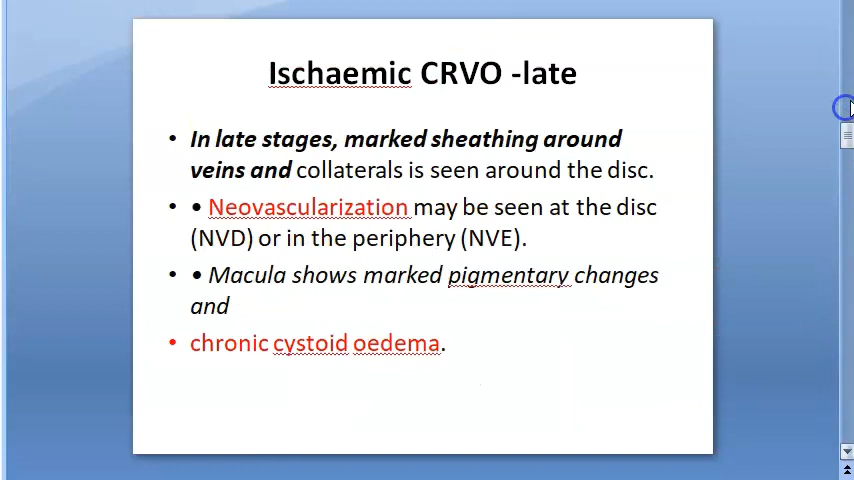 Ischaemic CRVO -late
• In late stages, marked sheathing around
veins and collaterals is seen around the disc.
• • Neovascularization may be seen at the disc
(NVD) or in the periphery (NVE).
• • Macula shows marked pigmentary changes
and
• chronic cystoid oedema.